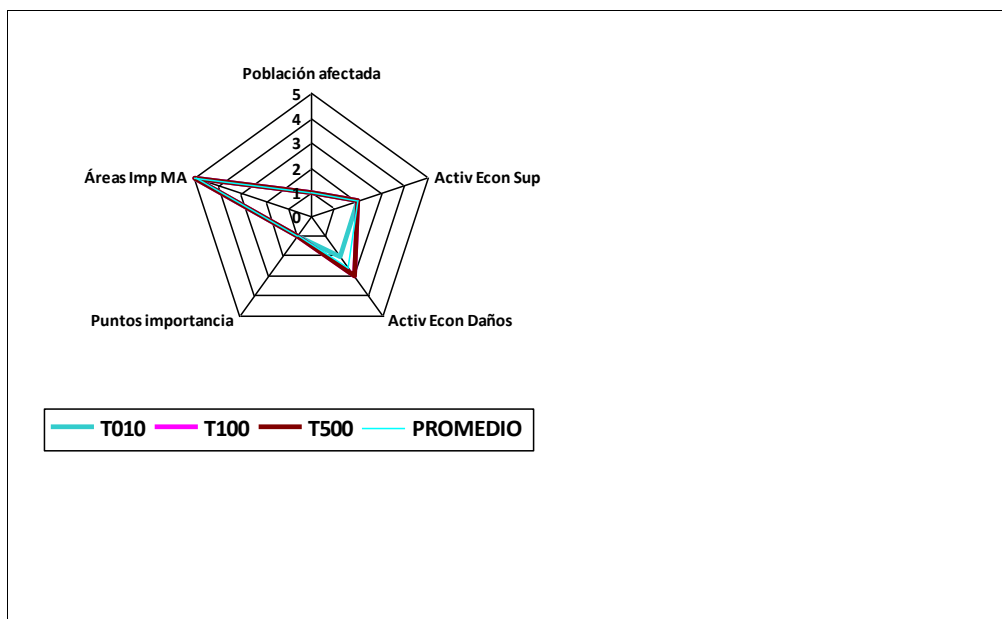 Población afectada
5
4
3
2
1
0
Áreas Imp MA
Activ Econ Sup
Puntos importancia
Activ Econ Daños
T010 T100 T500 PROMEDIO